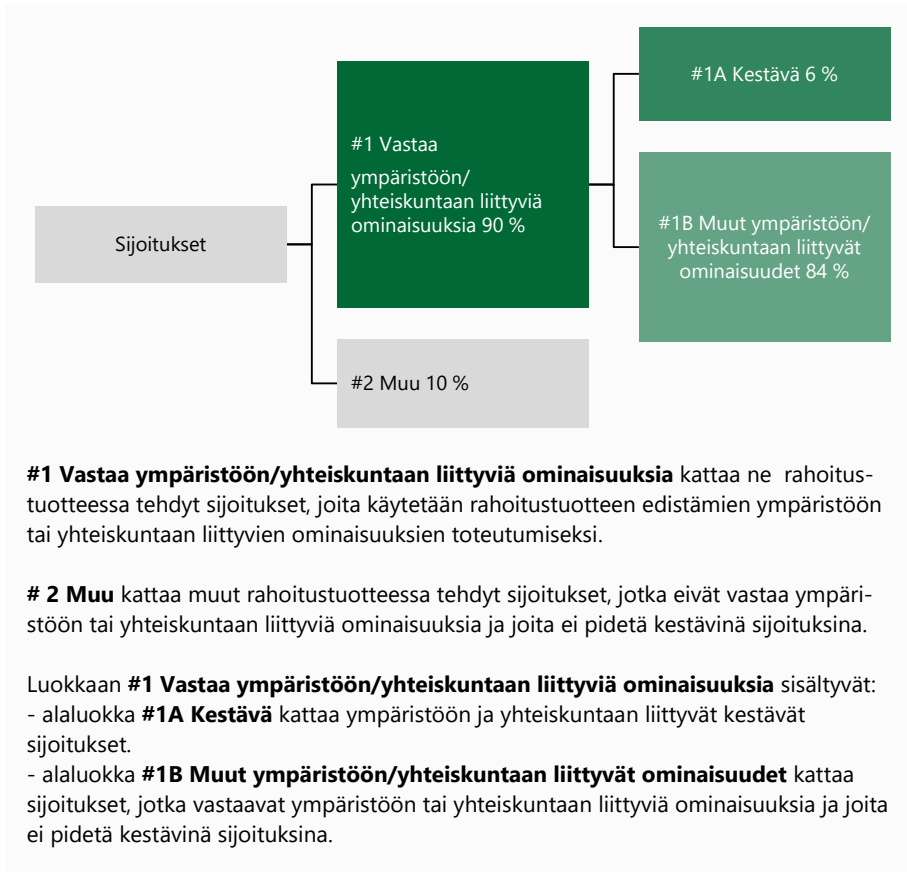 #1A Kestävä 6 %
#1 Vastaa
ympäristöön/
yhteiskuntaan liittyviä
ominaisuuksia 90 %
#1B Muut ympäristöön/
yhteiskuntaan liittyvät
ominaisuudet 84 %
Sijoitukset
#2 Muu 10 %
#1 Vastaa ympäristöön/yhteiskuntaan liittyviä ominaisuuksia kattaa ne rahoitus-
tuotteessa tehdyt sijoitukset, joita käytetään rahoitustuotteen edistämien ympäristöön
tai yhteiskuntaan liittyvien ominaisuuksien toteutumiseksi.
# 2 Muu kattaa muut rahoitustuotteessa tehdyt sijoitukset, jotka eivät vastaa ympäri-
stöön tai yhteiskuntaan liittyviä ominaisuuksia ja joita ei pidetä kestävinä sijoituksina.
Luokkaan #1 Vastaa ympäristöön/yhteiskuntaan liittyviä ominaisuuksia sisältyvät:
- alaluokka #1A Kestävä kattaa ympäristöön ja yhteiskuntaan liittyvät kestävät
sijoitukset.
- alaluokka #1B Muut ympäristöön/yhteiskuntaan liittyvät ominaisuudet kattaa
sijoitukset, jotka vastaavat ympäristöön tai yhteiskuntaan liittyviä ominaisuuksia ja joita
ei pidetä kestävinä sijoituksina.